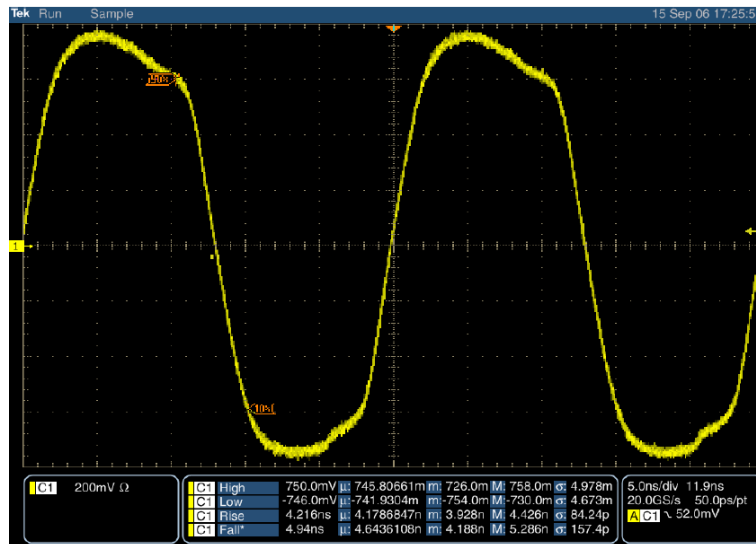 Tek Run Sample 15 Sep 06 17:25:5
90%
1
10%
C1 200mV Ω
C1 High 750.0mV µ: 745.80661m m: 726.0m M: 758.0m σ: 4.978m
C1 Low -746.0mV µ: -741.9304m m: -754.0m M: -730.0m σ: 4.673m
C1 Rise 4.216ns µ: 4.1786847n m: 3.928n M: 4.426n σ: 84.24p
C1 Fall* 4.94ns µ: 4.6436108n m: 4.188n M: 5.286n σ: 157.4p
5.0ns/div 11.9ns
20.0GS/s 50.0ps/pt
A C1 52.0mV